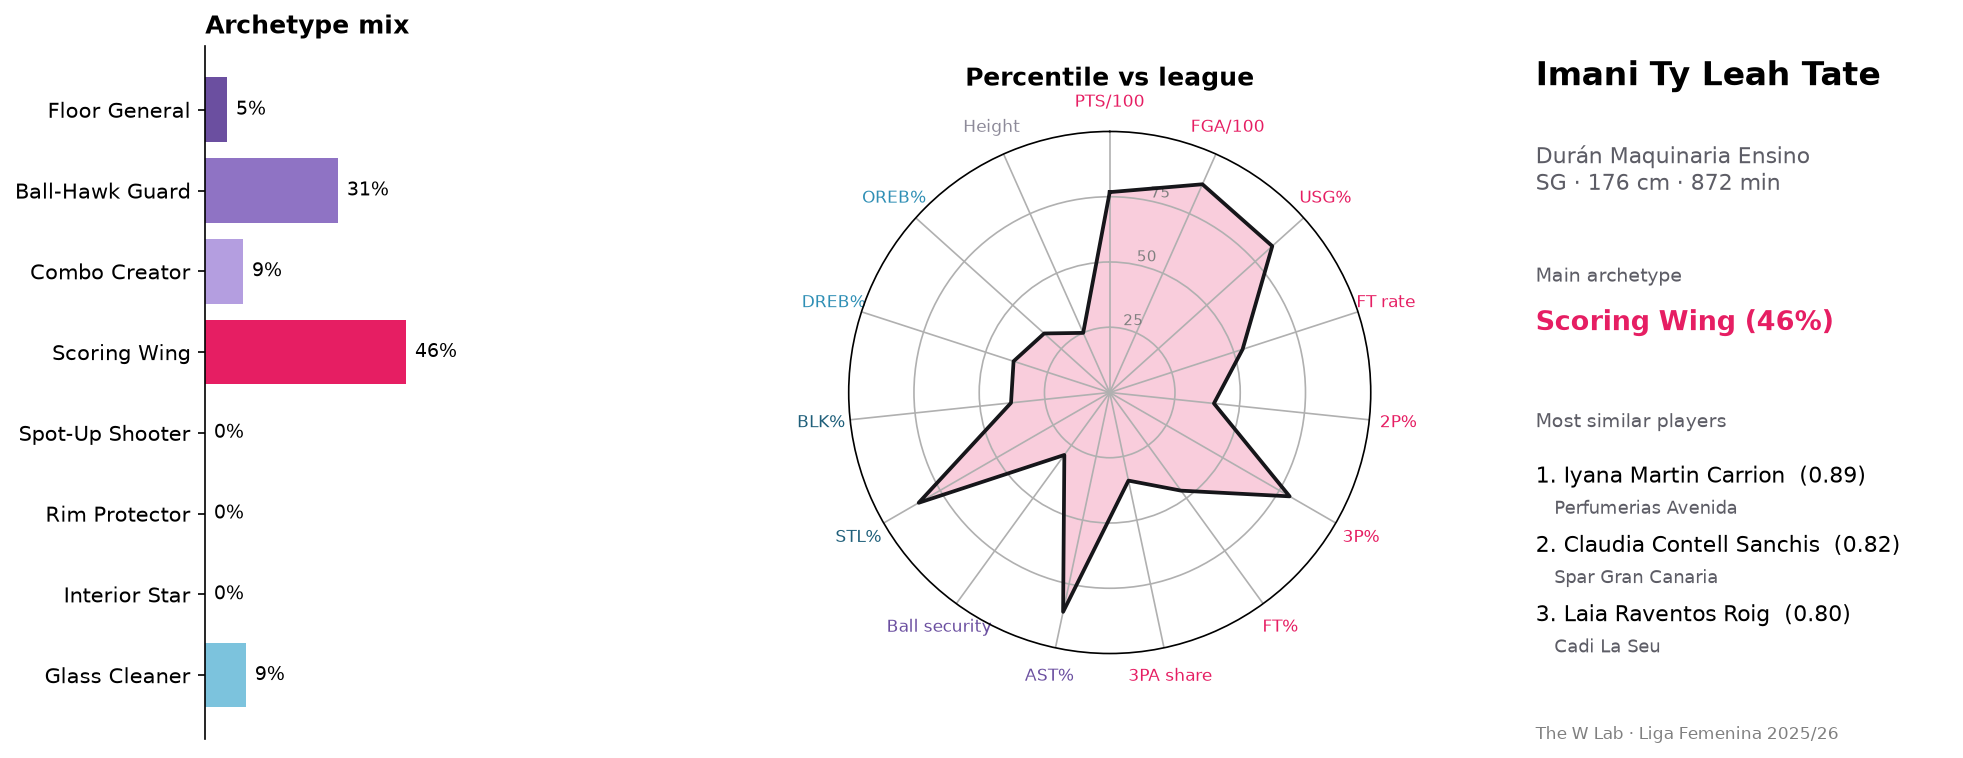 Archetype mix
Floor General
5%
Ball-Hawk Guard
31%
Combo Creator
9%
Scoring Wing
46%
Spot-Up Shooter
0%
Rim Protector
0%
Interior Star
0%
Glass Cleaner
9%
Percentile vs league
PTS/100
FGA/100
USG%
FT rate
2P%
3P%
FT%
3PA share
AST%
Ball security
STL%
BLK%
DREB%
OREB%
Height
75
50
25
Imani Ty Leah Tate
Durán Maquinaria Ensino
SG · 176 cm · 872 min
Main archetype
Scoring Wing (46%)
Most similar players
1. Iyana Martin Carrion (0.89)
Perfumerias Avenida
2. Claudia Contell Sanchis (0.82)
Spar Gran Canaria
3. Laia Raventos Roig (0.80)
Cadi La Seu
The W Lab · Liga Femenina 2025/26